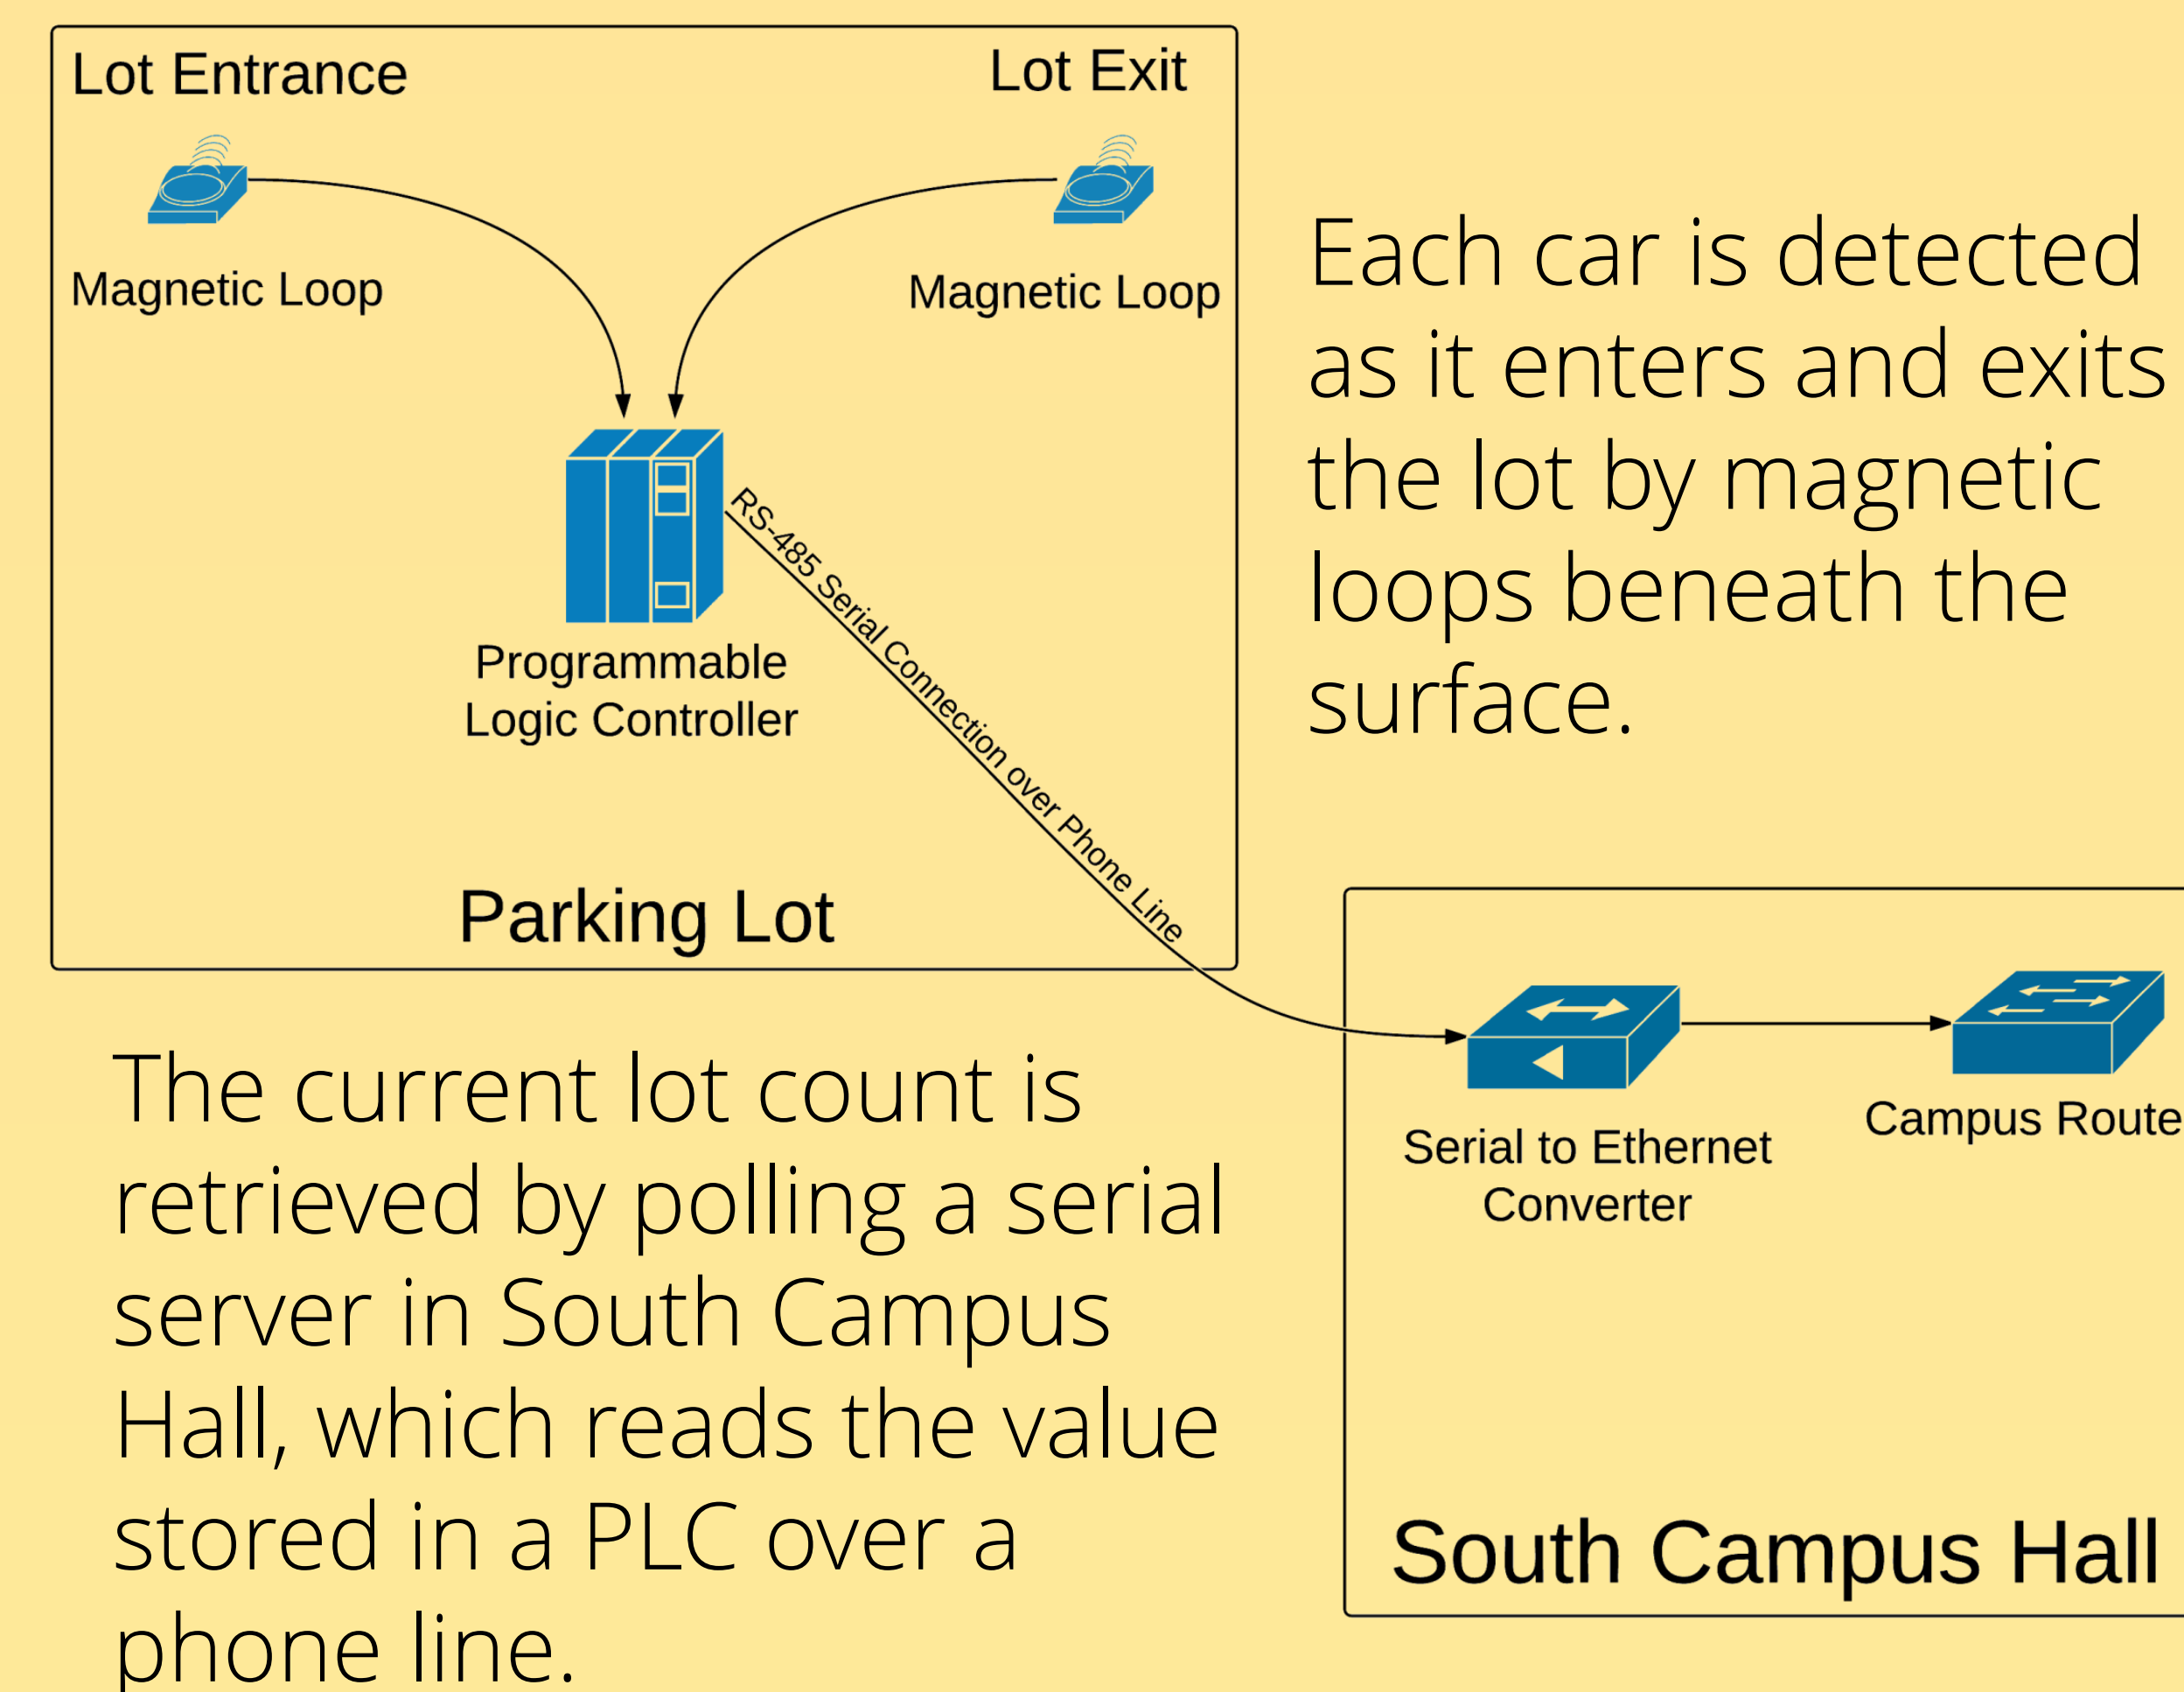 Lot Entrance
Lot Exit
Magnetic Loop
Magnetic Loop
Programmable
Logic Controller
RS-485 Serial Connection over Phone Line
Parking Lot
Each car is detected
as it enters and exits
the lot by magnetic
loops beneath the
surface.
The current lot count is
retrieved by polling a serial
server in South Campus
Hall, which reads the value
stored in a PLC over a
phone line.
Serial to Ethernet
Converter
Campus Route
South Campus Hall